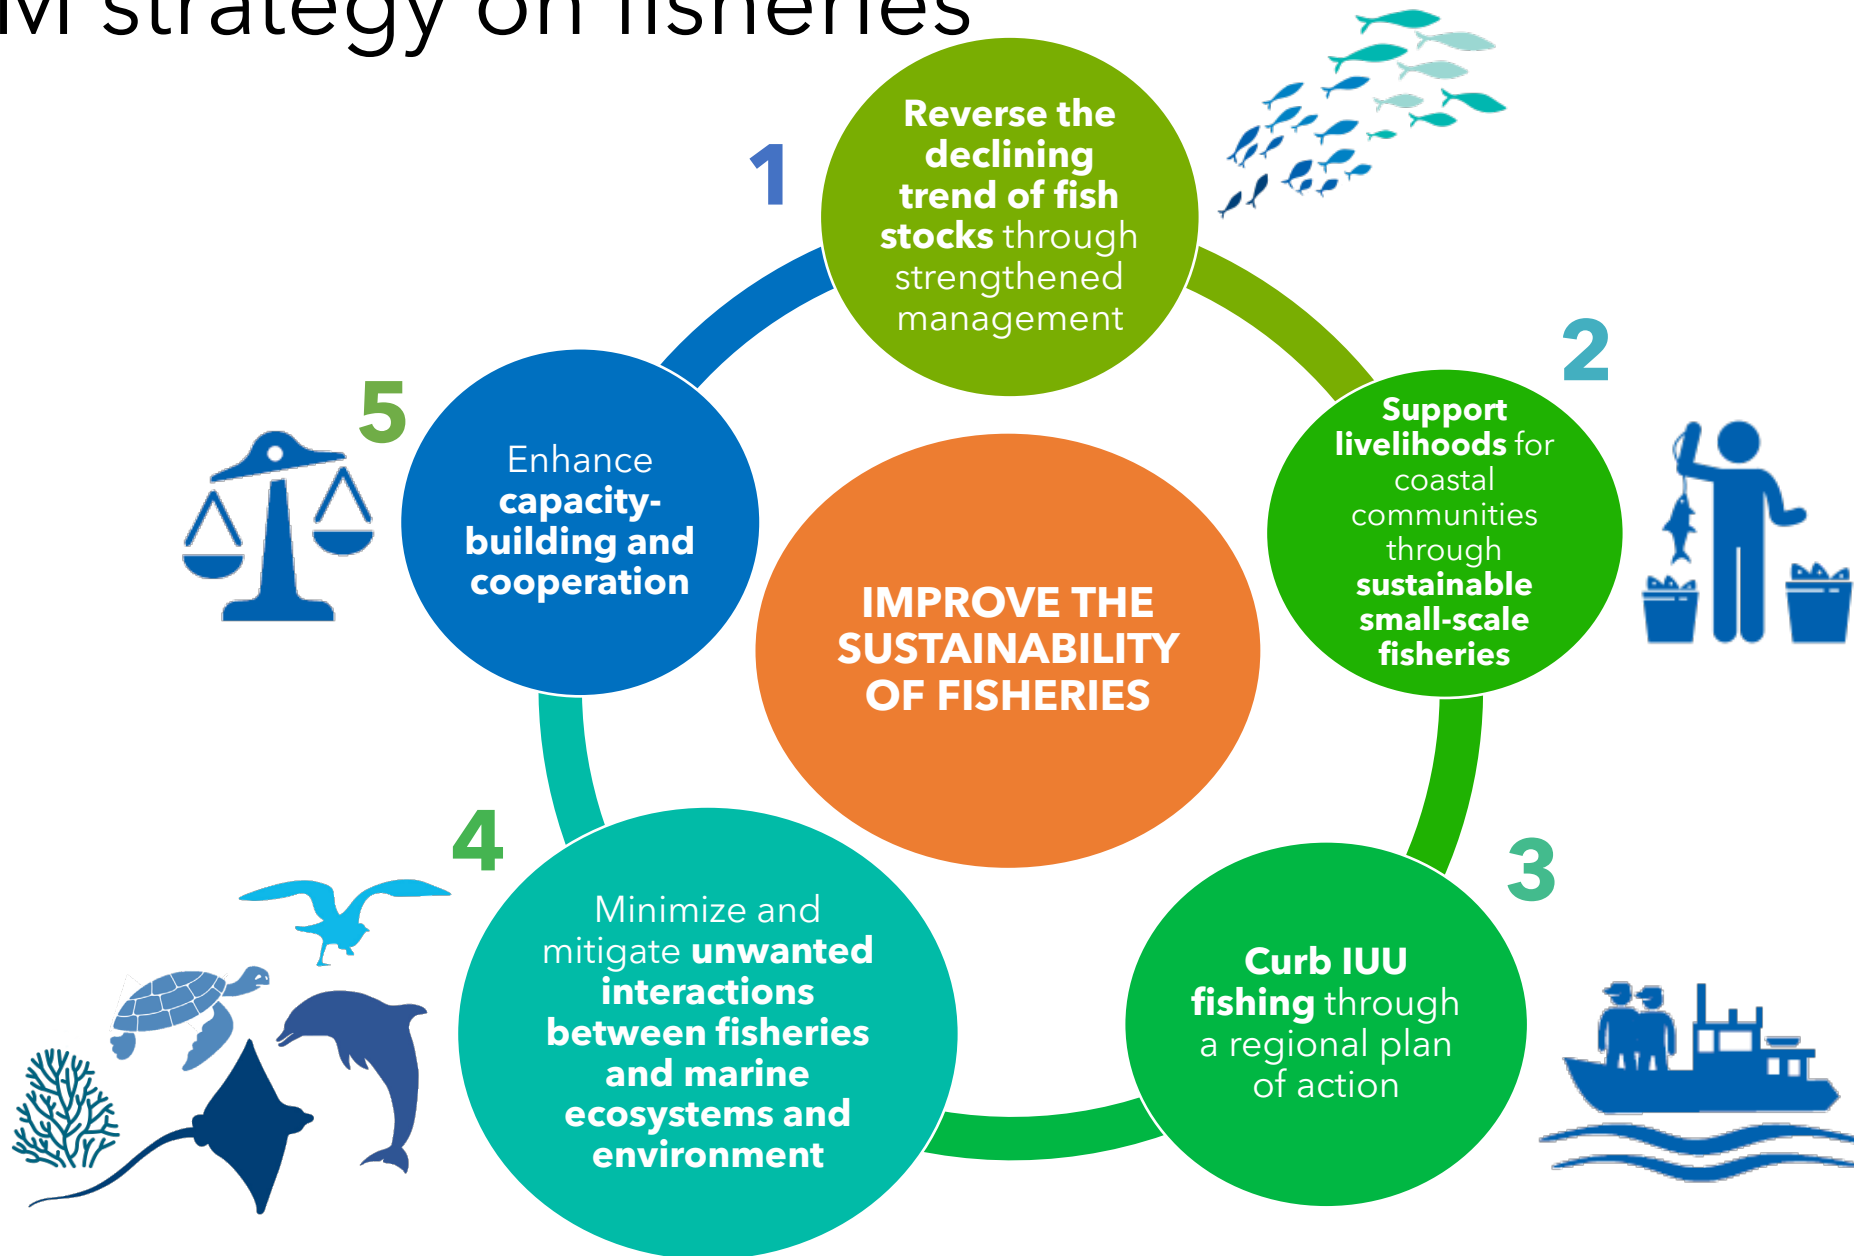 M strategy on fisheries
1
Reverse the
declining
trend of fish
stocks through
strengthened
management
2
Support
livelihoods for
coastal
communities
through
sustainable
small-scale
fisheries
3
Curb IUU
fishing through
a regional plan
of action
4
Minimize and
mitigate unwanted
interactions
between fisheries
and marine
ecosystems and
environment
5
Enhance
capacity-
building and
cooperation
IMPROVE THE
SUSTAINABILITY
OF FISHERIES